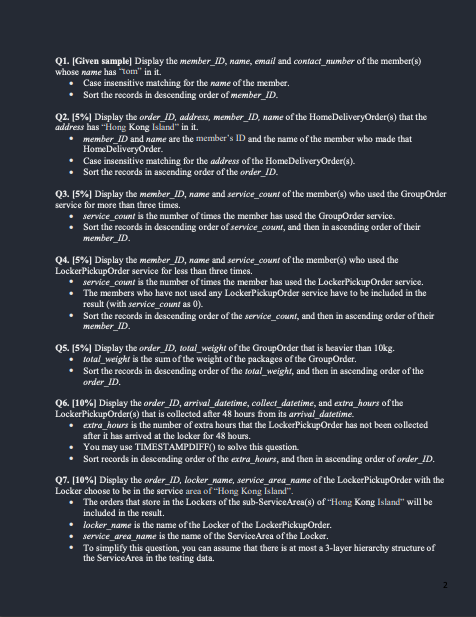 Q1. [Given sample] Display the member_ID, name, email and contact_number of the member(s)
whose name has “tom” in it.
• Case insensitive matching for the name of the member.
• Sort the records in descending order of member_ID.
Q2. [5%] Display the order_ID, address, member_ID, name of the HomeDeliveryOrder(s) that the
address has “Hong Kong Island” in it.
• member_ID and name are the member’s ID and the name of the member who made that
HomeDeliveryOrder.
• Case insensitive matching for the address of the HomeDeliveryOrder(s).
• Sort the records in ascending order of the order_ID.
Q3. [5%] Display the member_ID, name and service_count of the member(s) who used the GroupOrder
service for more than three times.
• service_count is the number of times the member has used the GroupOrder service.
• Sort the records in descending order of service_count, and then in ascending order of their
member_ID.
Q4. [5%] Display the member_ID, name and service_count of the member(s) who used the
LockerPickupOrder service for less than three times.
• service_count is the number of times the member has used the LockerPickupOrder service.
• The members who have not used any LockerPickupOrder service have to be included in the
result (with service_count as 0).
• Sort the records in descending order of the service_count, and then in ascending order of their
member_ID.
Q5. [5%] Display the order_ID, total_weight of the GroupOrder that is heavier than 10kg.
• total_weight is the sum of the weight of the packages of the GroupOrder.
• Sort the records in descending order of the total_weight, and then in ascending order of the
order_ID.
Q6. [10%] Display the order_ID, arrival_datetime, collect_datetime, and extra_hours of the
LockerPickupOrder(s) that is collected after 48 hours from its arrival_datetime.
• extra_hours is the number of extra hours that the LockerPickupOrder has not been collected
after it has arrived at the locker for 48 hours.
• You may use TIMESTAMPDIFF() to solve this question.
• Sort records in descending order of the extra_hours, and then in ascending order of order_ID.
Q7. [10%] Display the order_ID, locker_name, service_area_name of the LockerPickupOrder with the
Locker choose to be in the service area of “Hong Kong Island”.
• The orders that store in the Lockers of the sub-ServiceArea(s) of “Hong Kong Island” will be
included in the result.
• locker_name is the name of the Locker of the LockerPickupOrder.
• service_area_name is the name of the ServiceArea of the Locker.
• To simplify this question, you can assume that there is at most a 3-layer hierarchy structure of
the ServiceArea in the testing data.
2